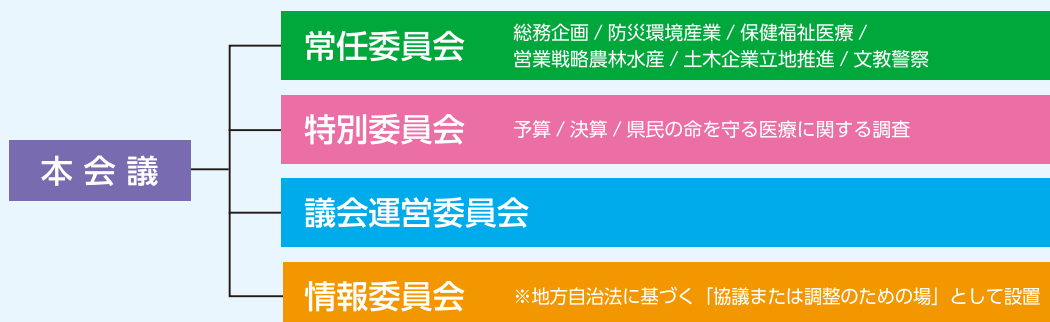 本会議
常任委員会
総務企画 / 防災環境産業 / 保健福祉医療 /
営業戦略農林水産 / 土木企業立地推進 / 文教警察
特別委員会
予算 / 決算 / 県民の命を守る医療に関する調査
議会運営委員会
情報委員会
※地方自治法に基づく「協議または調整のための場」として設置